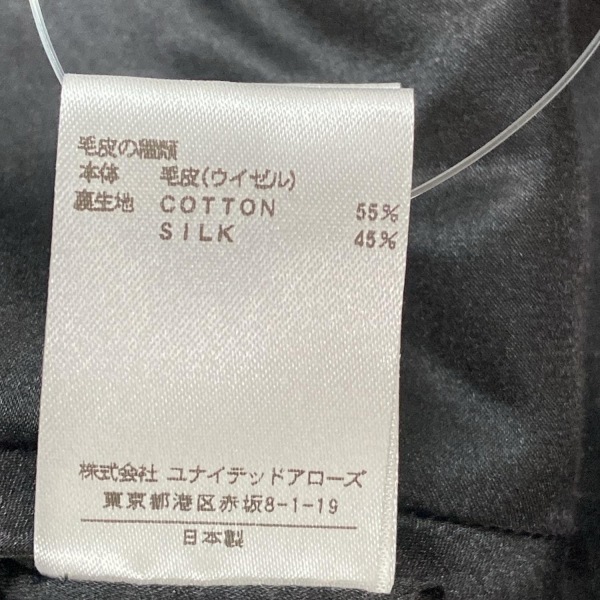 毛皮の種類
本体 毛皮(ウイゼル)
裏生地 COTTON 55%
SILK 45%
株式会社 ユナイテッドアローズ
東京都港区赤坂8-1-19
日本製